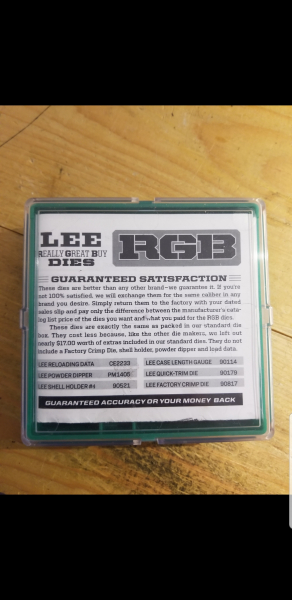 LEE
REALLY GREAT BUY
DIES
RGB
GUARANTEED SATISFACTION
These dies are better than any other brand—we guarantee it. If you're
not 100% satisfied, we will exchange them for the same caliber in any
brand you desire. Simply return them to the factory with your dated
sales slip and pay only the difference between the manufacturer's cata-
log list price of the dies you want and what you paid for the RGB dies.
These dies are exactly the same as packed in our standard dia
box. They cost less because, like the other die makers, we left out
nearly $17.00 worth of extras included in our standard dies. They do not
include a Factory Crimp Die, shell holder, powder dipper and load data.
LEE RELOADING DATA CE2233 LEE CASE LENGTH GAUGE 90114
LEE POWDER DIPPER PM1405 LEE QUICK-TRIM DIE 90179
LEE SHELL HOLDER #4 90521 LEE FACTORY CRIMP DIE 90817
GUARANTEED ACCURACY OR YOUR MONEY BACK